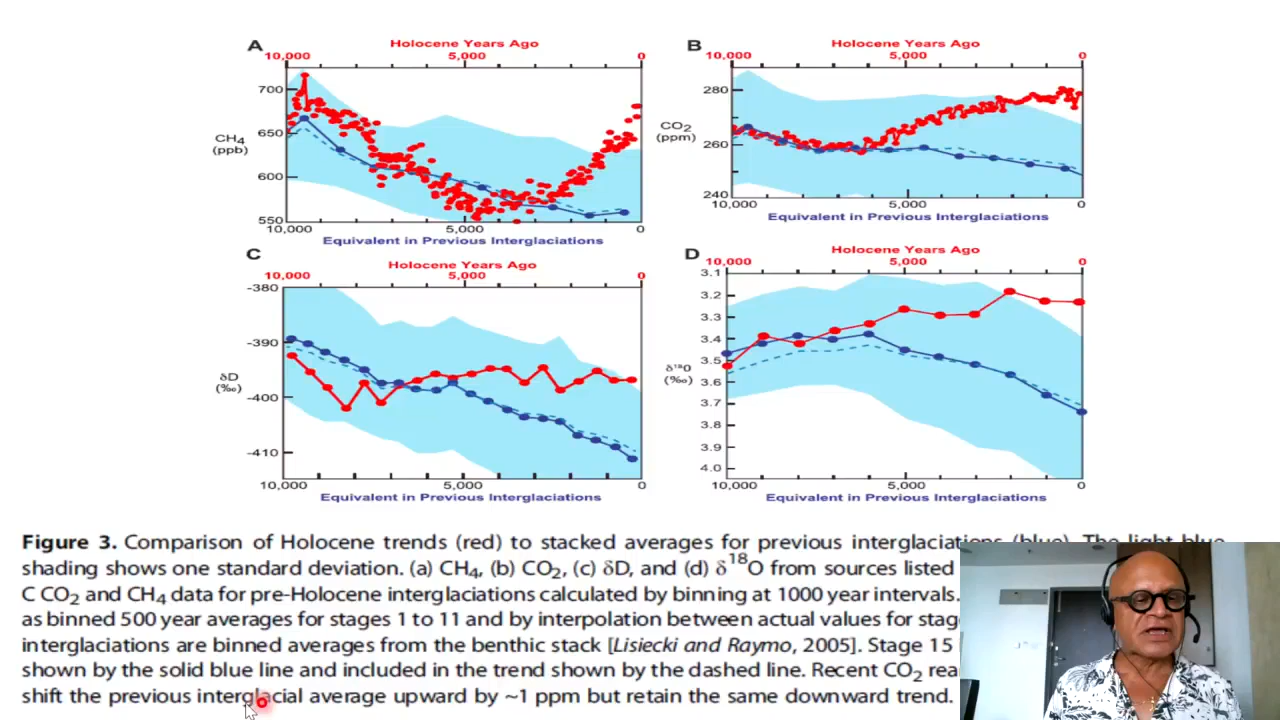 A
Holocene Years Ago
10,000 5,000 0
700
650
600
550
CH4
(ppb)
10,000 5,000 0
Equivalent in Previous Interglaciations
B
Holocene Years Ago
10,000 5,000 0
280
260
240
CO2
(ppm)
10,000 5,000 0
Equivalent in Previous Interglaciations
C
Holocene Years Ago
10,000 5,000 0
-380
-390
-400
-410
δD
(‰)
10,000 5,000 0
Equivalent in Previous Interglaciations
D
Holocene Years Ago
10,000 5,000 0
3.1
3.2
3.3
3.4
3.5
3.6
3.7
3.8
3.9
4.0
δ¹⁸O
(‰)
10,000 5,000 0
Equivalent in Previous Interglaciations
Figure 3. Comparison of Holocene trends (red) to stacked averages for previous interglaciations (blue). The light blue
shading shows one standard deviation. (a) CH4, (b) CO2, (c) δD, and (d) δ¹⁸O from sources listed
C CO2 and CH4 data for pre-Holocene interglaciations calculated by binning at 1000 year intervals.
as binned 500 year averages for stages 1 to 11 and by interpolation between actual values for
interglaciations are binned averages from the benthic stack [Lisiecki and Raymo, 2005]. Stage 15
shown by the solid blue line and included in the trend shown by the dashed line. Recent CO2
shift the previous interglacial average upward by ~1 ppm but retain the same downward trend.